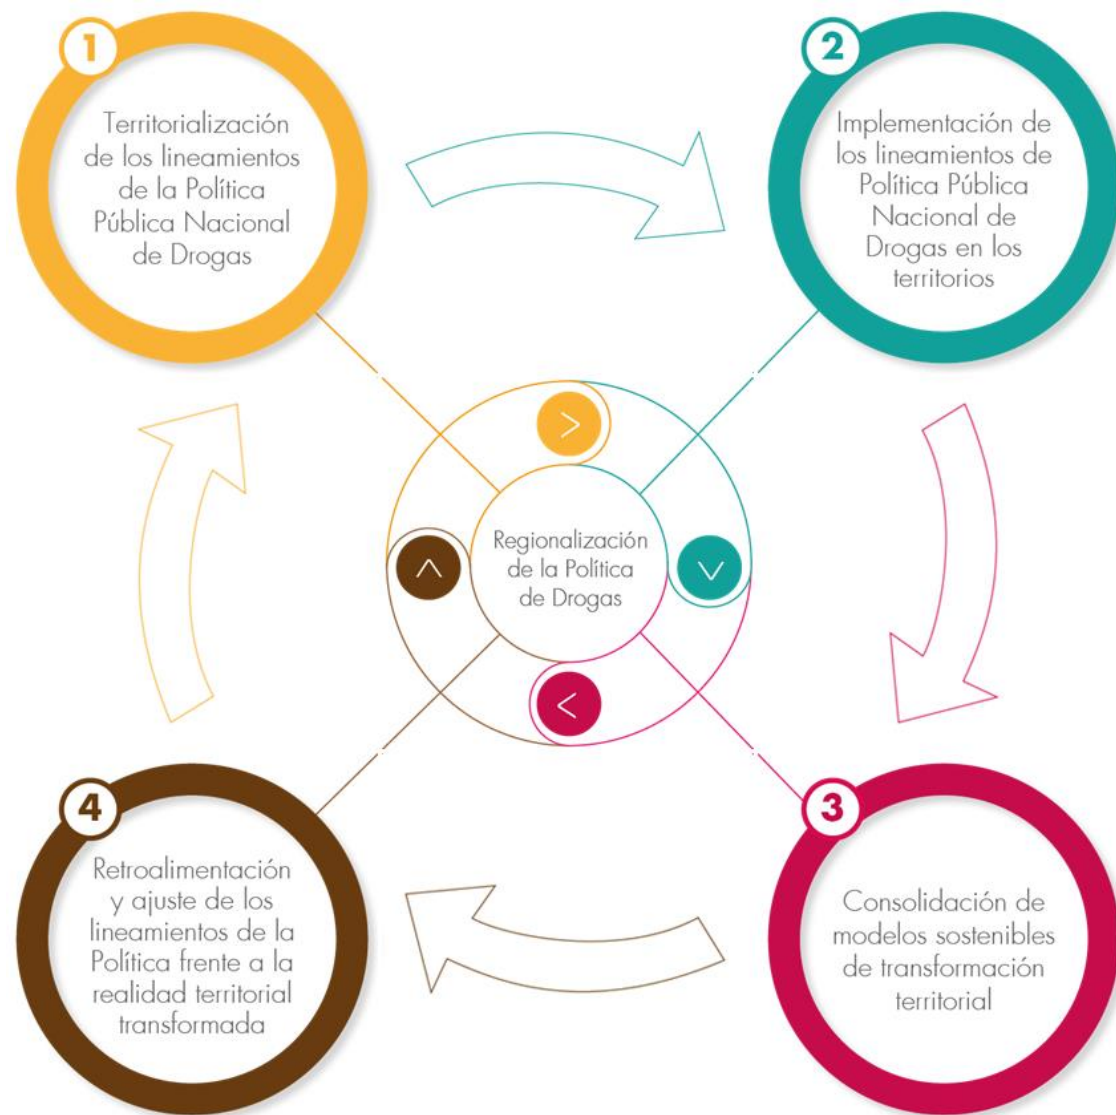 1
Territorialización
de los lineamientos
de la Política
Pública Nacional
de Drogas
2
Implementación de
los lineamientos de
Política Pública
Nacional de
Drogas en los
territorios
Regionalización
de la Política
de Drogas
3
Consolidación de
modelos sostenibles
de transformación
territorial
4
Retroalimentación
y ajuste de los
lineamientos de la
Política frente a la
realidad territorial
transformada